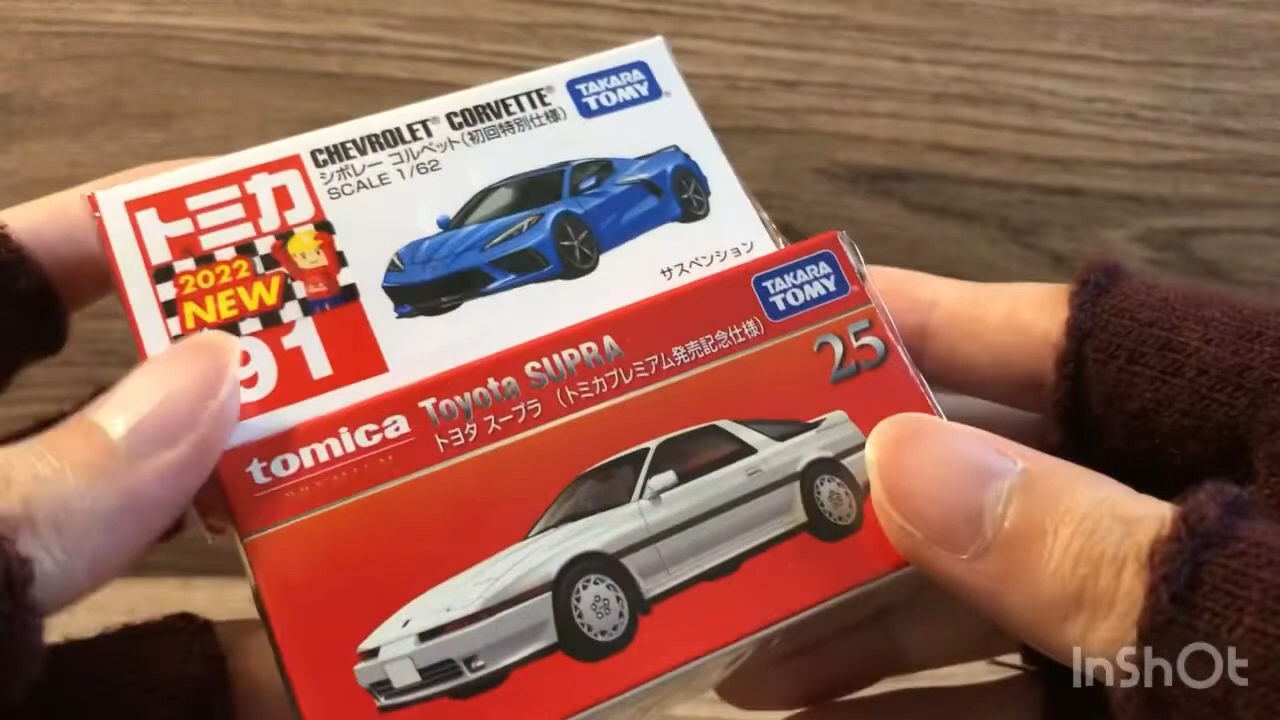 TAKARA
TOMY
CHEVROLET® CORVETTE®
シボレー コルベット(初回特別仕様)
SCALE 1/62
トミカ
2022
NEW
91
サスペンション
TAKARA
TOMY
25
Toyota SUPRA
トヨタ スープラ (トミカプレミアム発売記念仕様)
tomica
InShOt